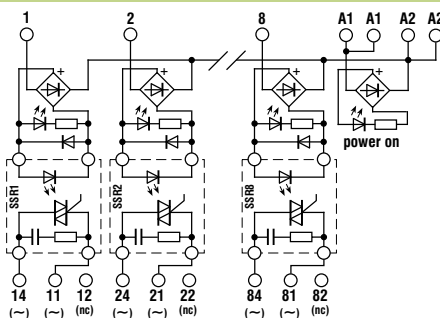 1 2 8 A1 A1 A2 A2
+ + + +
power on
SSR1 SSR2 SSR8
14 11 12 24 21 22 84 81 82
(~) (~) (nc) (~) (~) (nc) (~) (~) (nc)